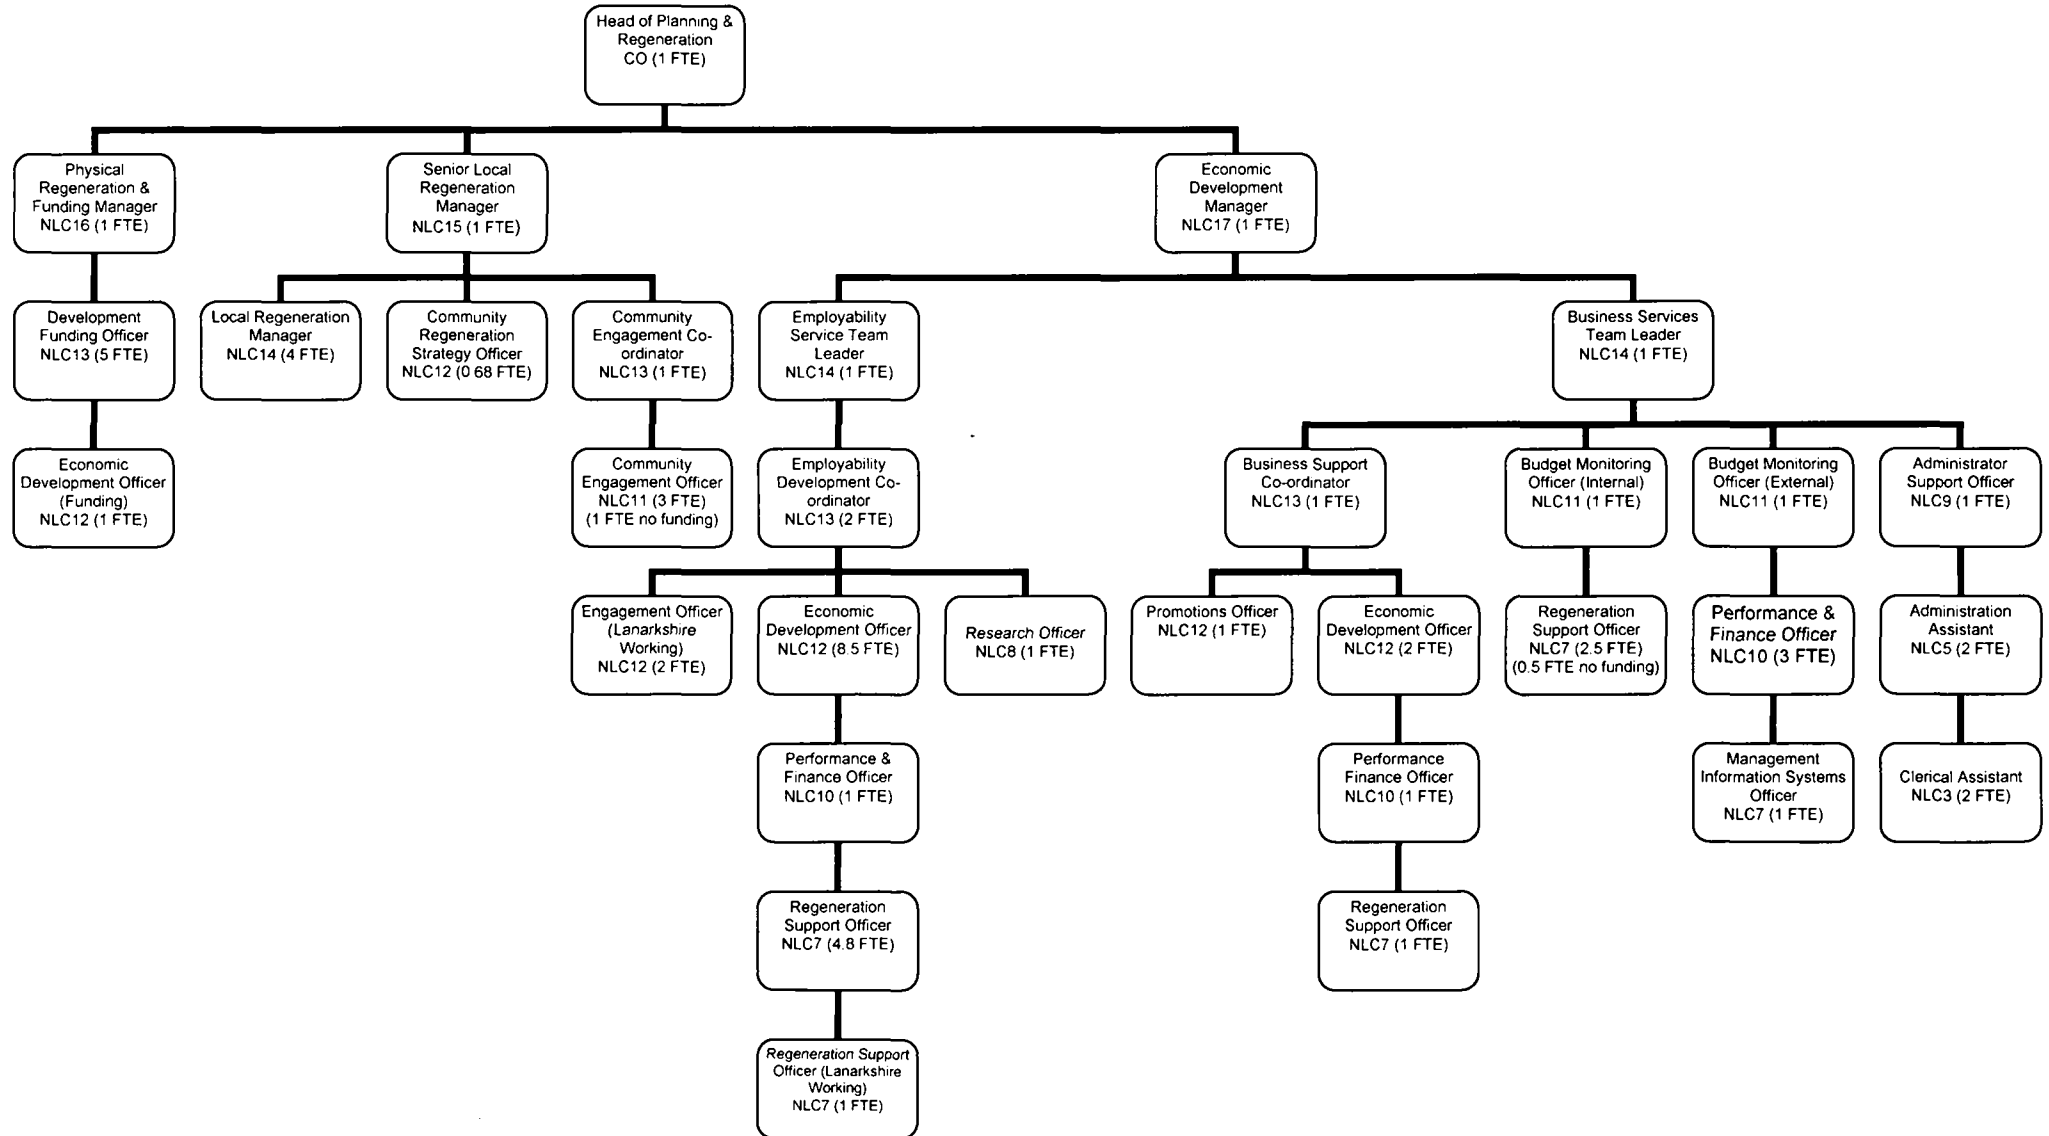 Head of Planning &
Regeneration
CO (1 FTE)
Physical
Regeneration &
Funding Manager
NLC16 (1 FTE)
Senior Local
Regeneration
Manager
NLC15 (1 FTE)
Economic
Development
Manager
NLC17 (1 FTE)
Development
Funding Officer
NLC13 (5 FTE)
Local Regeneration
Manager
NLC14 (4 FTE)
Community
Regeneration
Strategy Officer
NLC12 (0 68 FTE)
Community
Engagement Co-
ordinator
NLC13 (1 FTE)
Employability
Service Team
Leader
NLC14 (1 FTE)
Business Services
Team Leader
NLC14 (1 FTE)
Economic
Development Officer
(Funding)
NLC12 (1 FTE)
Community
Engagement Officer
NLC11 (3 FTE)
(1 FTE no funding)
Employability
Development Co-
ordinator
NLC13 (2 FTE)
Business Support
Co-ordinator
NLC13 (1 FTE)
Budget Monitoring
Officer (Internal)
NLC11 (1 FTE)
Budget Monitoring
Officer (External)
NLC11 (1 FTE)
Administrator
Support Officer
NLC9 (1 FTE)
Engagement Officer
(Lanarkshire
Working)
NLC12 (2 FTE)
Economic
Development Officer
NLC12 (8.5 FTE)
Research Officer
NLC8 (1 FTE)
Promotions Officer
NLC12 (1 FTE)
Economic
Development Officer
NLC12 (2 FTE)
Regeneration
Support Officer
NLC7 (2.5 FTE)
(0.5 FTE no funding)
Performance &
Finance Officer
NLC10 (3 FTE)
Administration
Assistant
NLC5 (2 FTE)
Performance &
Finance Officer
NLC10 (1 FTE)
Performance
Finance Officer
NLC10 (1 FTE)
Management
Information Systems
Officer
NLC7 (1 FTE)
Clerical Assistant
NLC3 (2 FTE)
Regeneration
Support Officer
NLC7 (4.8 FTE)
Regeneration
Support Officer
NLC7 (1 FTE)
Regeneration Support
Officer (Lanarkshire
Working)
NLC7 (1 FTE)